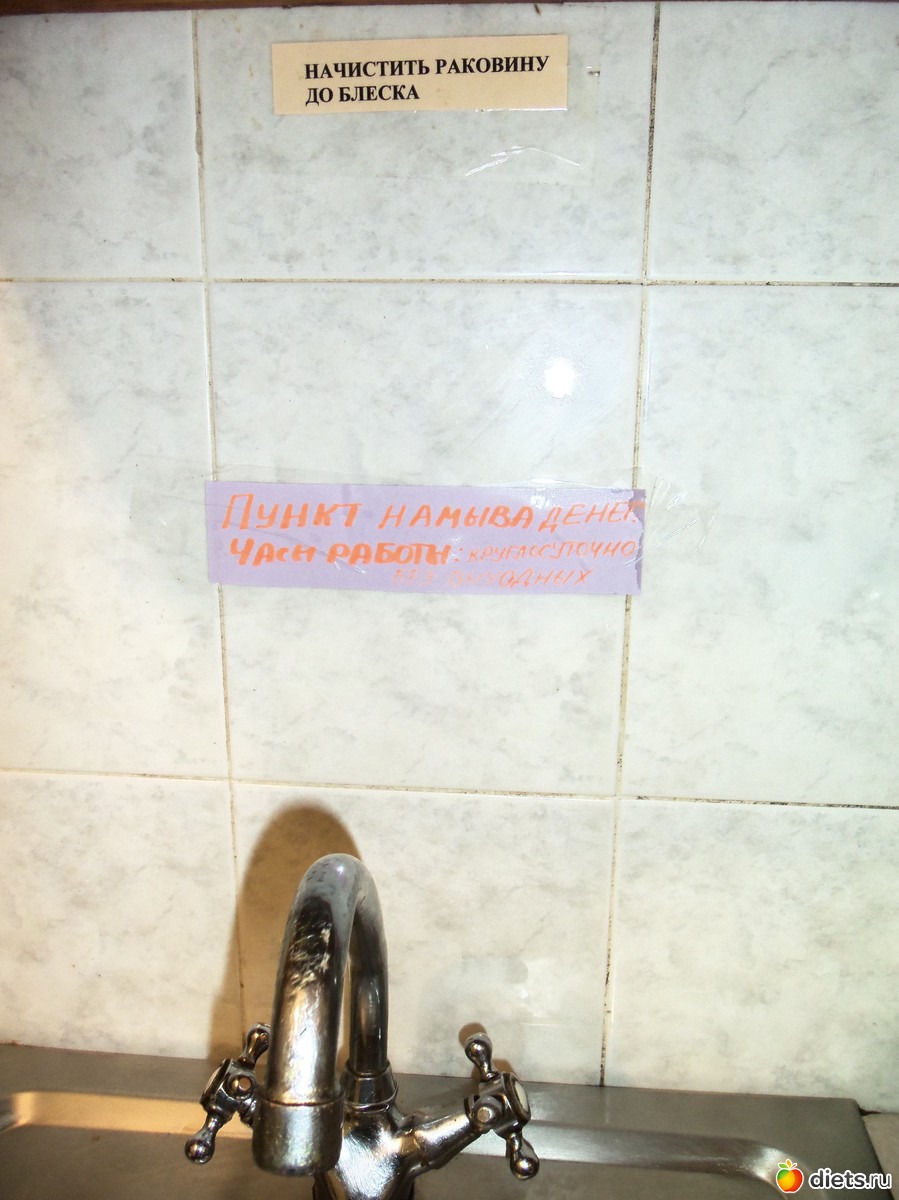 НАЧИСТИТЬ РАКОВИНУ
ДО БЛЕСКА
ПУНКТ НАМЫВА ДЕНЕГ
ЧАСЫ РАБОТЫ: КРУГЛОСУТОЧНО
БЕЗ ВЫХОДНЫХ
diets.ru